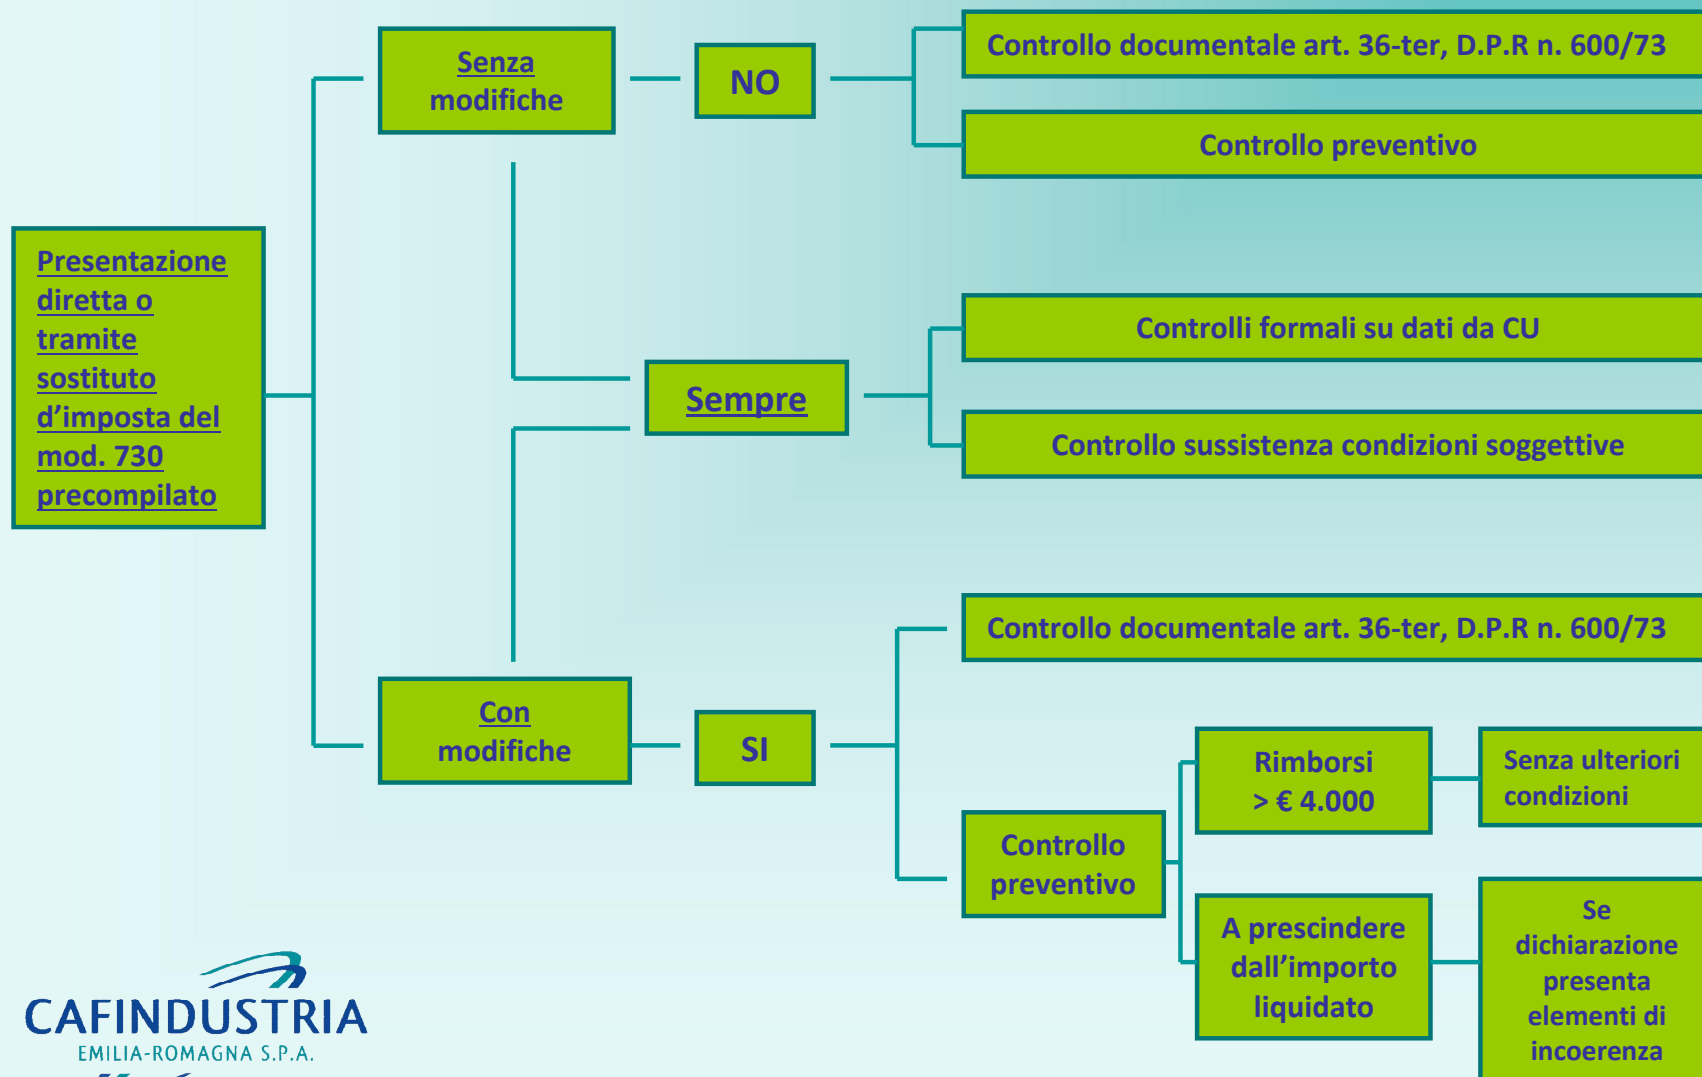 Senza
modifiche
NO
Controllo documentale art. 36-ter, D.P.R n. 600/73
Controllo preventivo
Presentazione
diretta o
tramite
sostituto
d’imposta del
mod. 730
precompilato
Sempre
Controlli formali su dati da CU
Controllo sussistenza condizioni soggettive
Con
modifiche
SI
Controllo documentale art. 36-ter, D.P.R n. 600/73
Controllo
preventivo
Rimborsi
> € 4.000
Senza ulteriori
condizioni
A prescindere
dall’importo
liquidato
Se
dichiarazione
presenta
elementi di
incoerenza
CAFINDUSTRIA
EMILIA-ROMAGNA S.P.A.